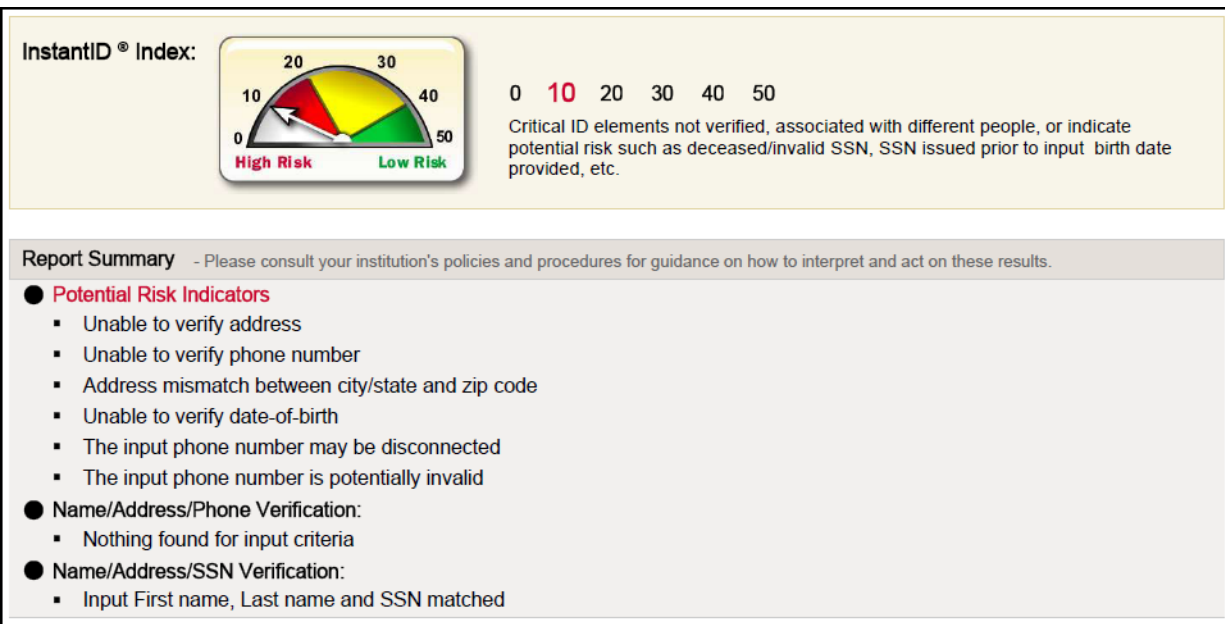 InstantID ® Index:
20 30
10 40
0 50
High Risk Low Risk
0 10 20 30 40 50
Critical ID elements not verified, associated with different people, or indicate
potential risk such as deceased/invalid SSN, SSN issued prior to input birth date
provided, etc.
Report Summary - Please consult your institution's policies and procedures for guidance on how to interpret and act on these results.
● Potential Risk Indicators
▪ Unable to verify address
▪ Unable to verify phone number
▪ Address mismatch between city/state and zip code
▪ Unable to verify date-of-birth
▪ The input phone number may be disconnected
▪ The input phone number is potentially invalid
● Name/Address/Phone Verification:
▪ Nothing found for input criteria
● Name/Address/SSN Verification:
▪ Input First name, Last name and SSN matched